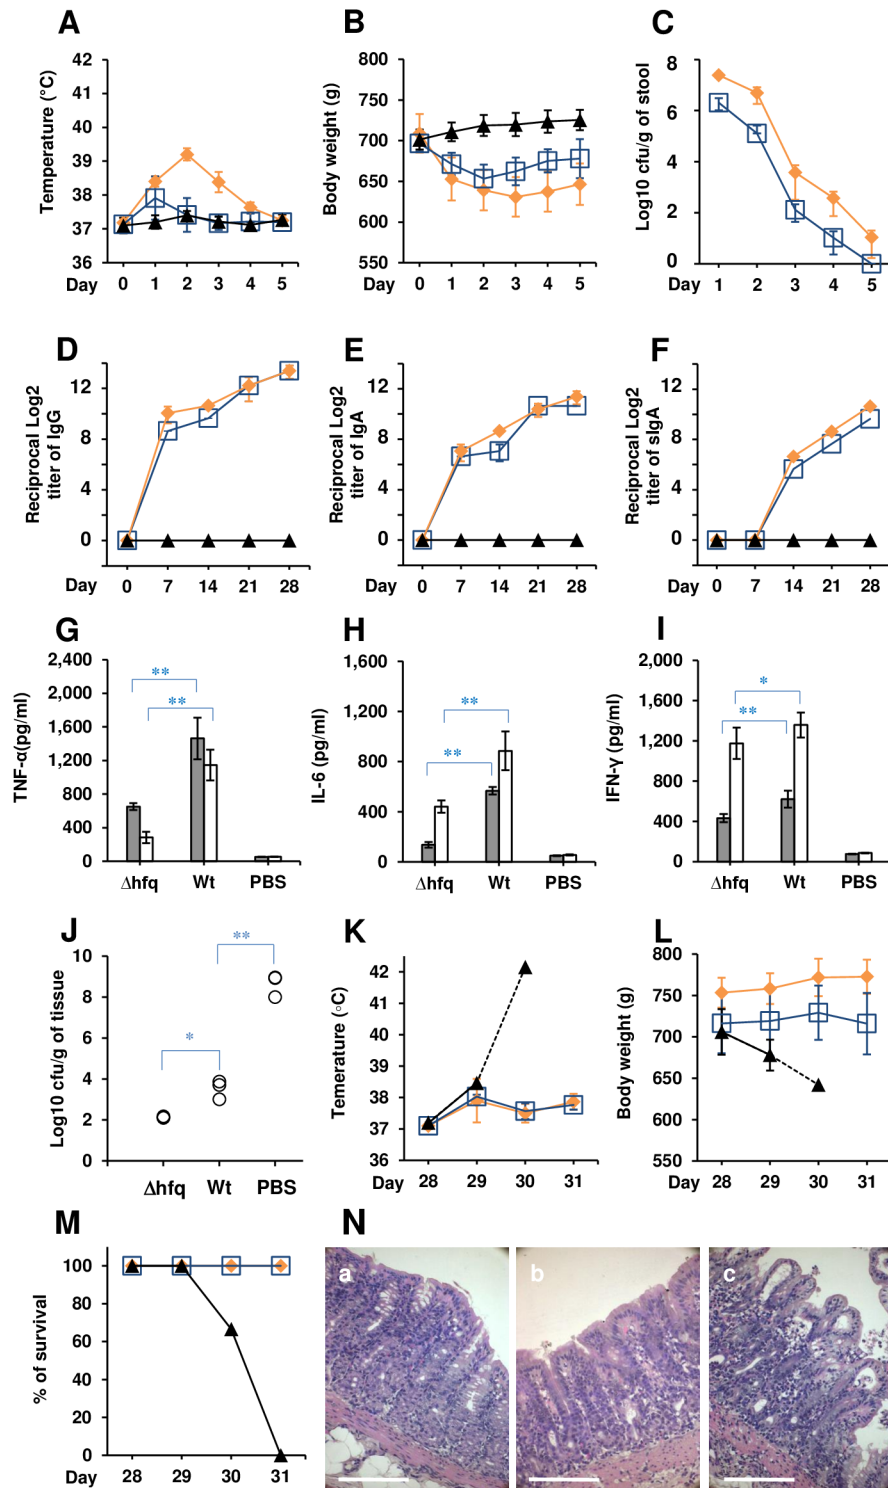 A
Temperature (°C)
42
41
40
39
38
37
36
Day 0 1 2 3 4 5
B
Body weight (g)
800
750
700
650
600
550
Day 0 1 2 3 4 5
C
Log10 cfu/g of stool
8
6
4
2
0
Day 1 2 3 4 5
D
Reciprocal Log2
titer of IgG
12
8
4
0
Day 0 7 14 21 28
E
Reciprocal Log2
titer of IgA
12
8
4
0
Day 0 7 14 21 28
F
Reciprocal Log2
titer of sIgA
12
8
4
0
Day 0 7 14 21 28
G
TNF-α(pg/ml)
2,400
2,000
1,600
1,200
800
400
0
**
**
Δhfq Wt PBS
H
IL-6 (pg/ml)
1,600
1,200
800
400
0
**
**
Δhfq Wt PBS
I
IFN-γ (pg/ml)
2,000
1,600
1,200
800
400
0
*
**
Δhfq Wt PBS
J
Log10 cfu/g of tissue
10
8
6
4
2
0
**
*
Δhfq Wt PBS
K
Temerature (◦C)
42
41
40
39
38
37
36
Day 28 29 30 31
L
Body weight (g)
800
750
700
650
600
550
Day 28 29 30 31
M
% of survival
100
80
60
40
20
0
Day 28 29 30 31
N
a
b
c